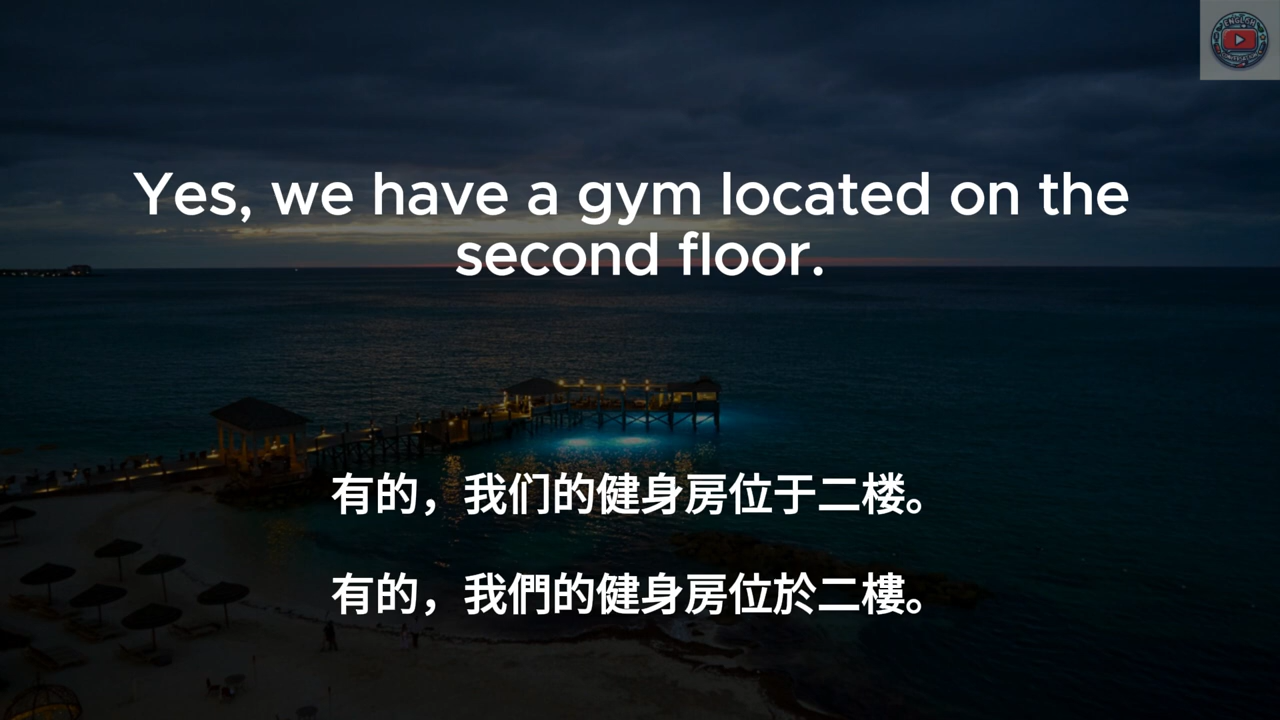 ENGLISH
Yes, we have a gym located on the
second floor.
有的，我们的健身房位于二楼。
有的，我們的健身房位於二樓。